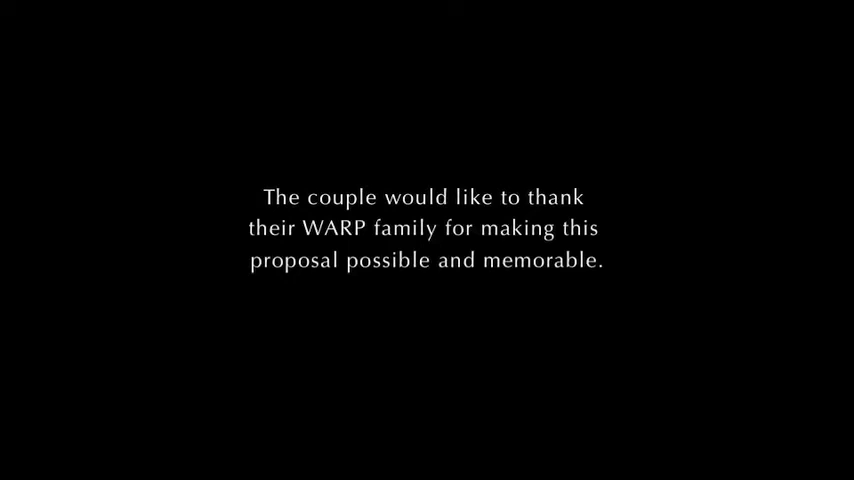 The couple would like to thank
their WARP family for making this
proposal possible and memorable.